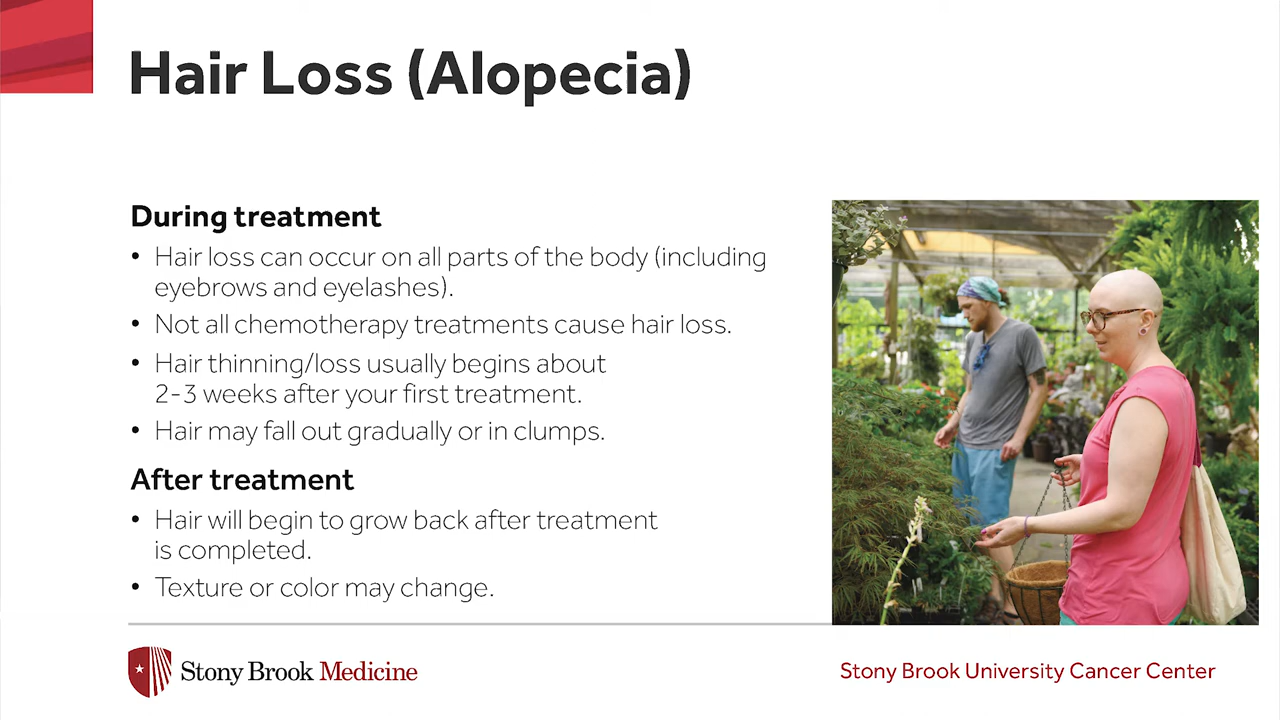 Hair Loss (Alopecia)
During treatment
• Hair loss can occur on all parts of the body (including
eyebrows and eyelashes).
• Not all chemotherapy treatments cause hair loss.
• Hair thinning/loss usually begins about
2-3 weeks after your first treatment.
• Hair may fall out gradually or in clumps.
After treatment
• Hair will begin to grow back after treatment
is completed.
• Texture or color may change.
Stony Brook Medicine
Stony Brook University Cancer Center